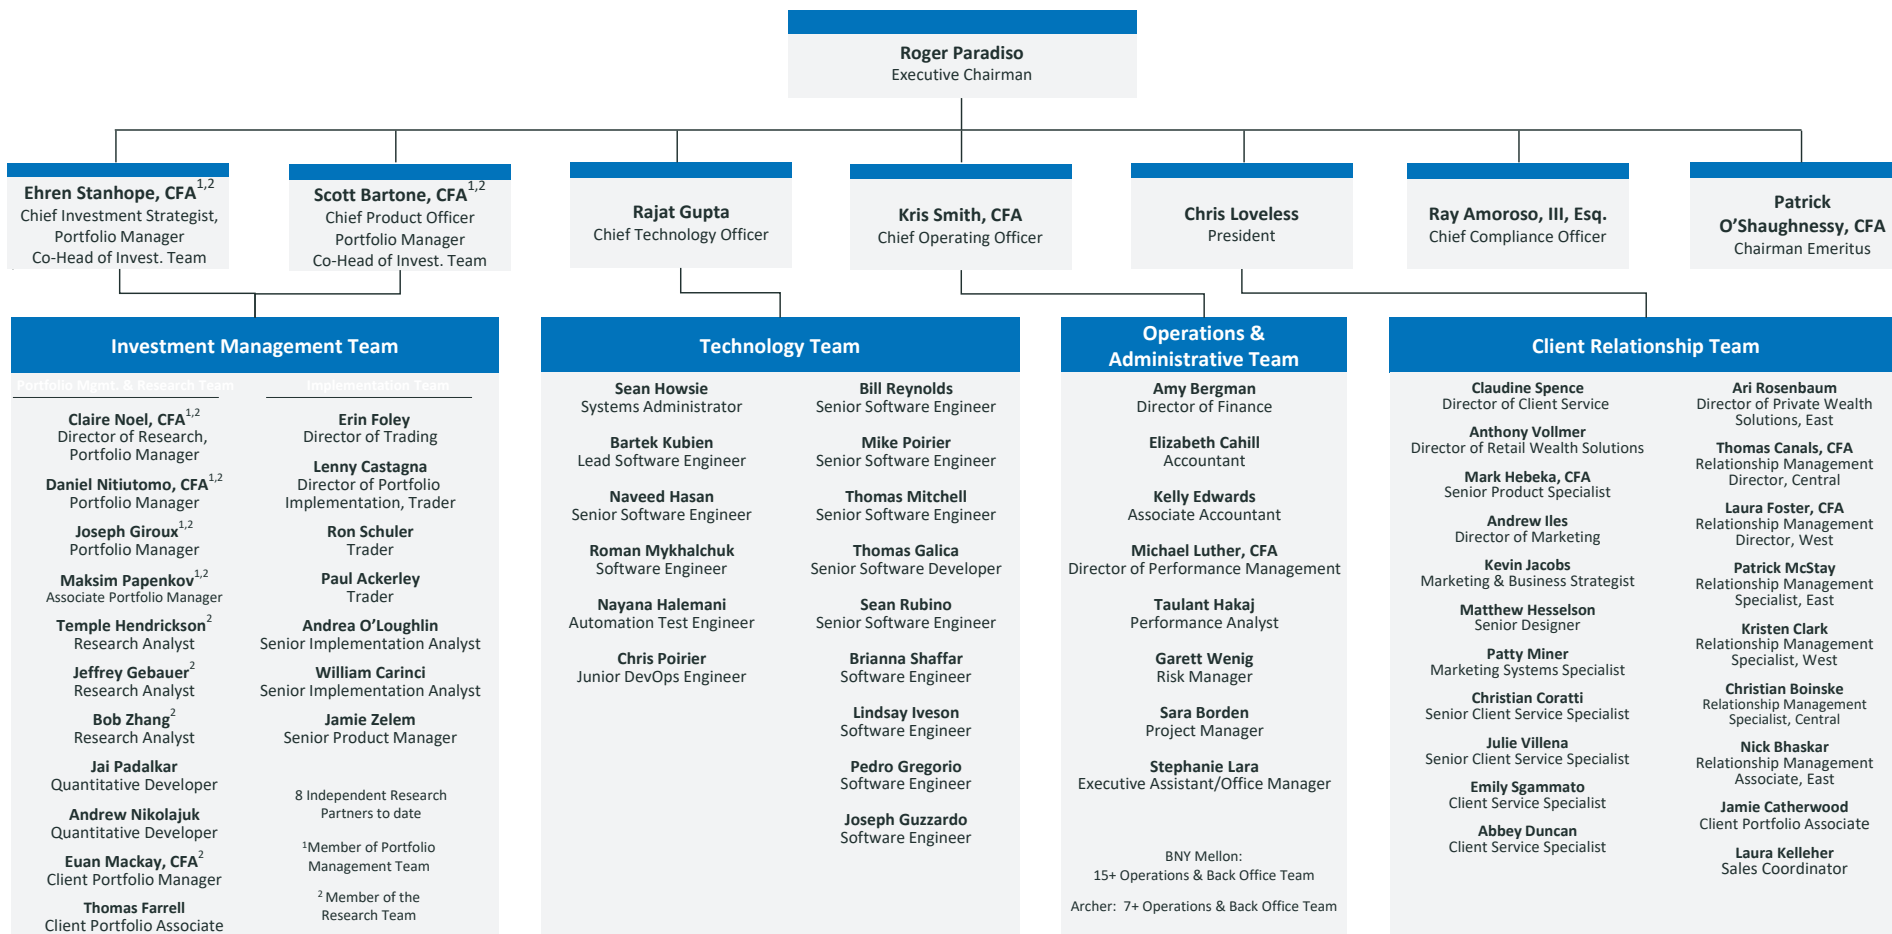 Roger Paradiso
Executive Chairman
Ehren Stanhope, CFA1,2
Chief Investment Strategist,
Portfolio Manager
Co-Head of Invest. Team
Scott Bartone, CFA1,2
Chief Product Officer
Portfolio Manager
Co-Head of Invest. Team
Rajat Gupta
Chief Technology Officer
Kris Smith, CFA
Chief Operating Officer
Chris Loveless
President
Ray Amoroso, III, Esq.
Chief Compliance Officer
Patrick
O’Shaughnessy, CFA
Chairman Emeritus
Investment Management Team
Portfolio Mgmt. & Research Team
Claire Noel, CFA1,2
Director of Research,
Portfolio Manager
Daniel Nitiutomo, CFA1,2
Portfolio Manager
Joseph Giroux1,2
Portfolio Manager
Maksim Papenkov1,2
Associate Portfolio Manager
Temple Hendrickson2
Research Analyst
Jeffrey Gebauer2
Research Analyst
Bob Zhang2
Research Analyst
Jai Padalkar
Quantitative Developer
Andrew Nikolajuk
Quantitative Developer
Euan Mackay, CFA2
Client Portfolio Manager
Thomas Farrell
Client Portfolio Associate
Implementation Team
Erin Foley
Director of Trading
Lenny Castagna
Director of Portfolio
Implementation, Trader
Ron Schuler
Trader
Paul Ackerley
Trader
Andrea O’Loughlin
Senior Implementation Analyst
William Carinci
Senior Implementation Analyst
Jamie Zelem
Senior Product Manager
8 Independent Research
Partners to date
1Member of Portfolio
Management Team
2 Member of the
Research Team
Technology Team
Sean Howsie
Systems Administrator
Bartek Kubien
Lead Software Engineer
Naveed Hasan
Senior Software Engineer
Roman Mykhalchuk
Software Engineer
Nayana Halemani
Automation Test Engineer
Chris Poirier
Junior DevOps Engineer
Bill Reynolds
Senior Software Engineer
Mike Poirier
Senior Software Engineer
Thomas Mitchell
Senior Software Engineer
Thomas Galica
Senior Software Developer
Sean Rubino
Senior Software Engineer
Brianna Shaffar
Software Engineer
Lindsay Iveson
Software Engineer
Pedro Gregorio
Software Engineer
Joseph Guzzardo
Software Engineer
Operations &
Administrative Team
Amy Bergman
Director of Finance
Elizabeth Cahill
Accountant
Kelly Edwards
Associate Accountant
Michael Luther, CFA
Director of Performance Management
Taulant Hakaj
Performance Analyst
Garett Wenig
Risk Manager
Sara Borden
Project Manager
Stephanie Lara
Executive Assistant/Office Manager
BNY Mellon:
15+ Operations & Back Office Team
Archer: 7+ Operations & Back Office Team
Client Relationship Team
Claudine Spence
Director of Client Service
Anthony Vollmer
Director of Retail Wealth Solutions
Mark Hebeka, CFA
Senior Product Specialist
Andrew Iles
Director of Marketing
Kevin Jacobs
Marketing & Business Strategist
Matthew Hesselson
Senior Designer
Patty Miner
Marketing Systems Specialist
Christian Coratti
Senior Client Service Specialist
Julie Villena
Senior Client Service Specialist
Emily Sgammato
Client Service Specialist
Abbey Duncan
Client Service Specialist
Ari Rosenbaum
Director of Private Wealth
Solutions, East
Thomas Canals, CFA
Relationship Management
Director, Central
Laura Foster, CFA
Relationship Management
Director, West
Patrick McStay
Relationship Management
Specialist, East
Kristen Clark
Relationship Management
Specialist, West
Christian Boinske
Relationship Management
Specialist, Central
Nick Bhaskar
Relationship Management
Associate, East
Jamie Catherwood
Client Portfolio Associate
Laura Kelleher
Sales Coordinator